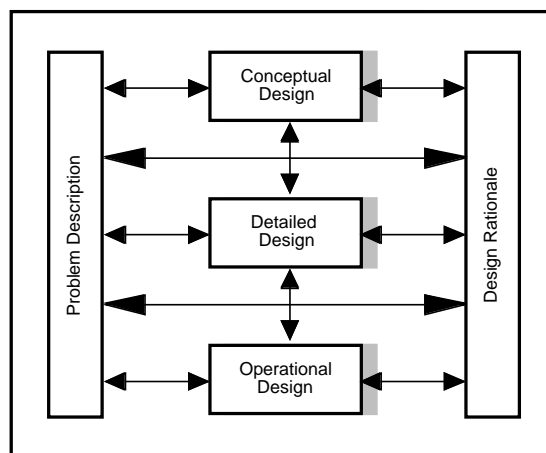 Problem Description
Conceptual
Design
Detailed
Design
Operational
Design
Design Rationale